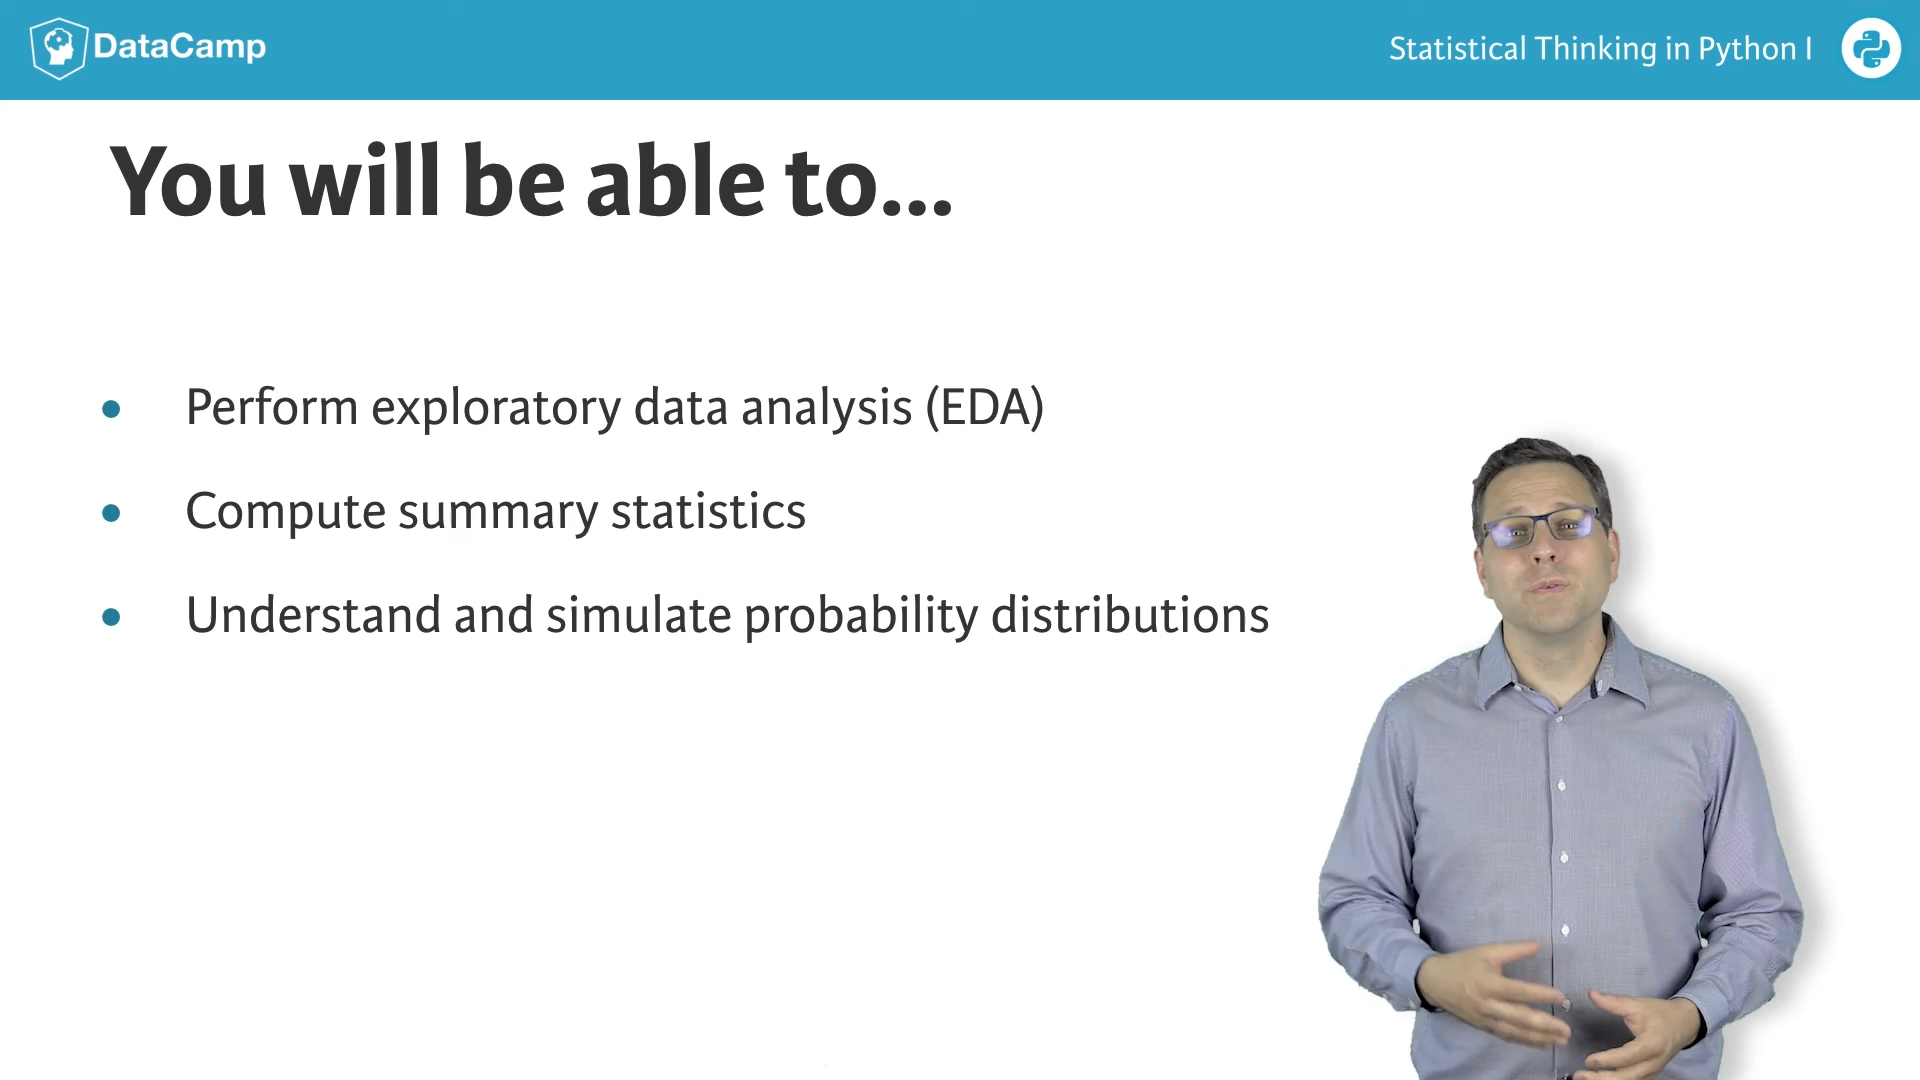 DataCamp
Statistical Thinking in Python I
You will be able to...
• Perform exploratory data analysis (EDA)
• Compute summary statistics
• Understand and simulate probability distributions